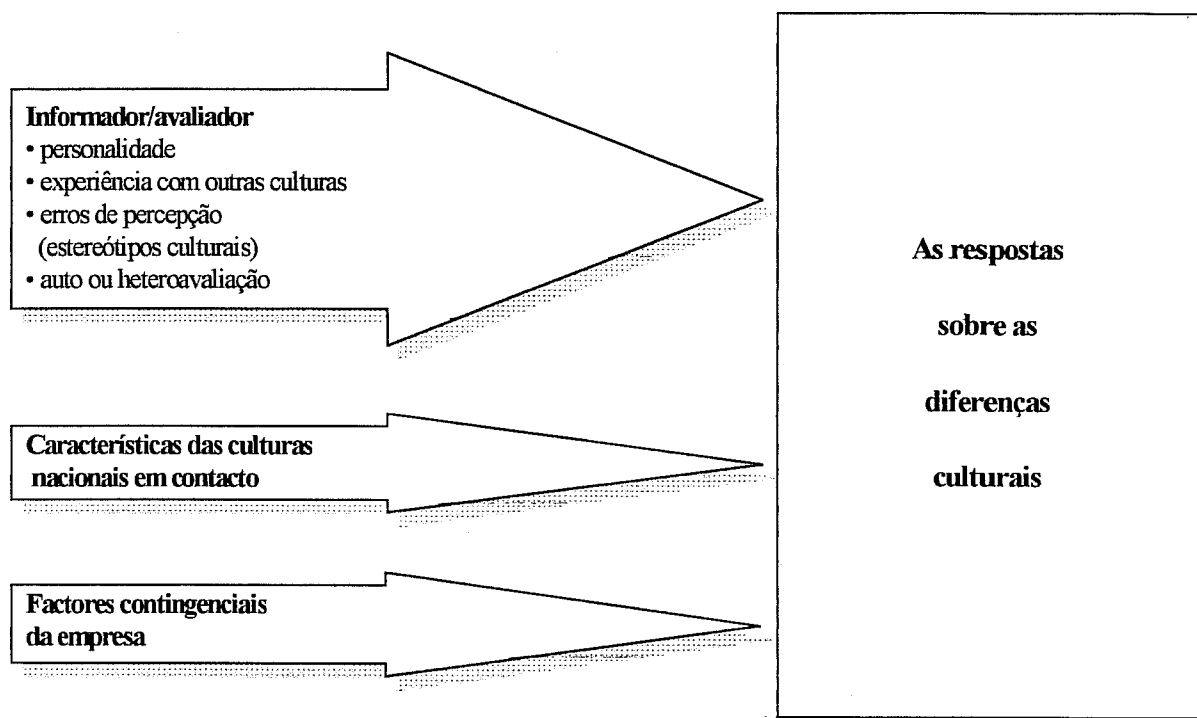 Informador/avaliador
• personalidade
• experiência com outras culturas
• erros de percepção
(estereótipos culturais)
• auto ou heteroavaliação
Características das culturas
nacionais em contacto
Factores contingenciais
da empresa
As respostas
sobre as
diferenças
culturais